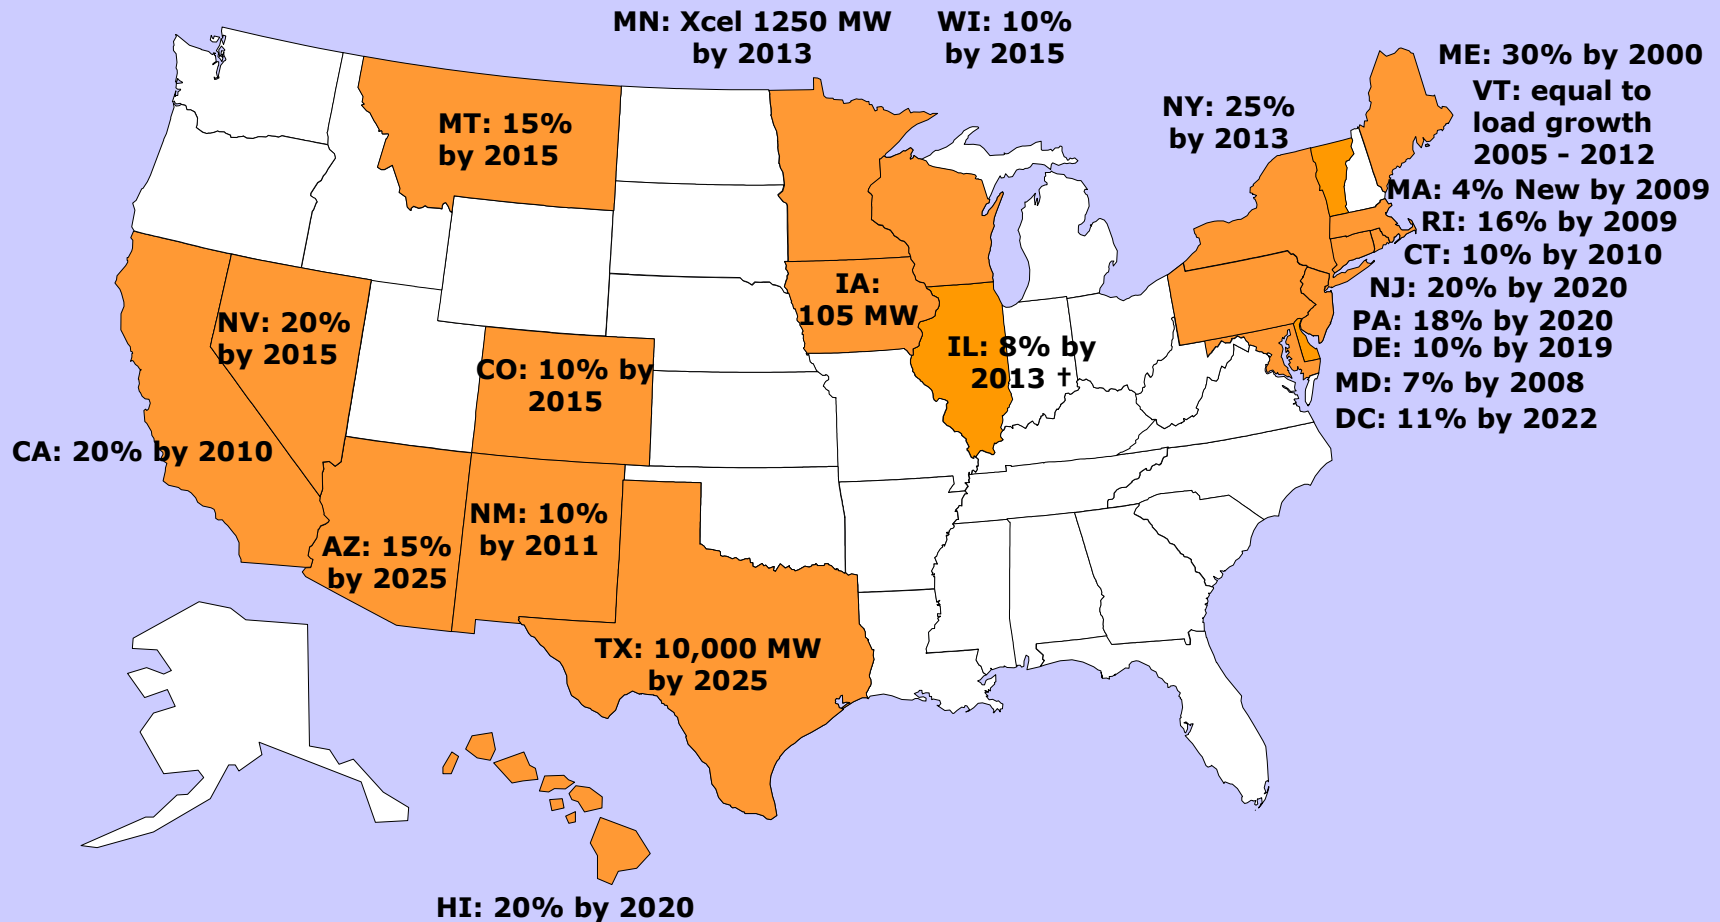 MN: Xcel 1250 MW
by 2013
WI: 10%
by 2015
ME: 30% by 2000
VT: equal to
load growth
2005 - 2012
NY: 25%
by 2013
MT: 15%
by 2015
MA: 4% New by 2009
RI: 16% by 2009
CT: 10% by 2010
NJ: 20% by 2020
PA: 18% by 2020
DE: 10% by 2019
MD: 7% by 2008
DC: 11% by 2022
IA:
105 MW
NV: 20%
by 2015
IL: 8% by
2013 †
CO: 10% by
2015
CA: 20% by 2010
NM: 10%
by 2011
AZ: 15%
by 2025
TX: 10,000 MW
by 2025
HI: 20% by 2020